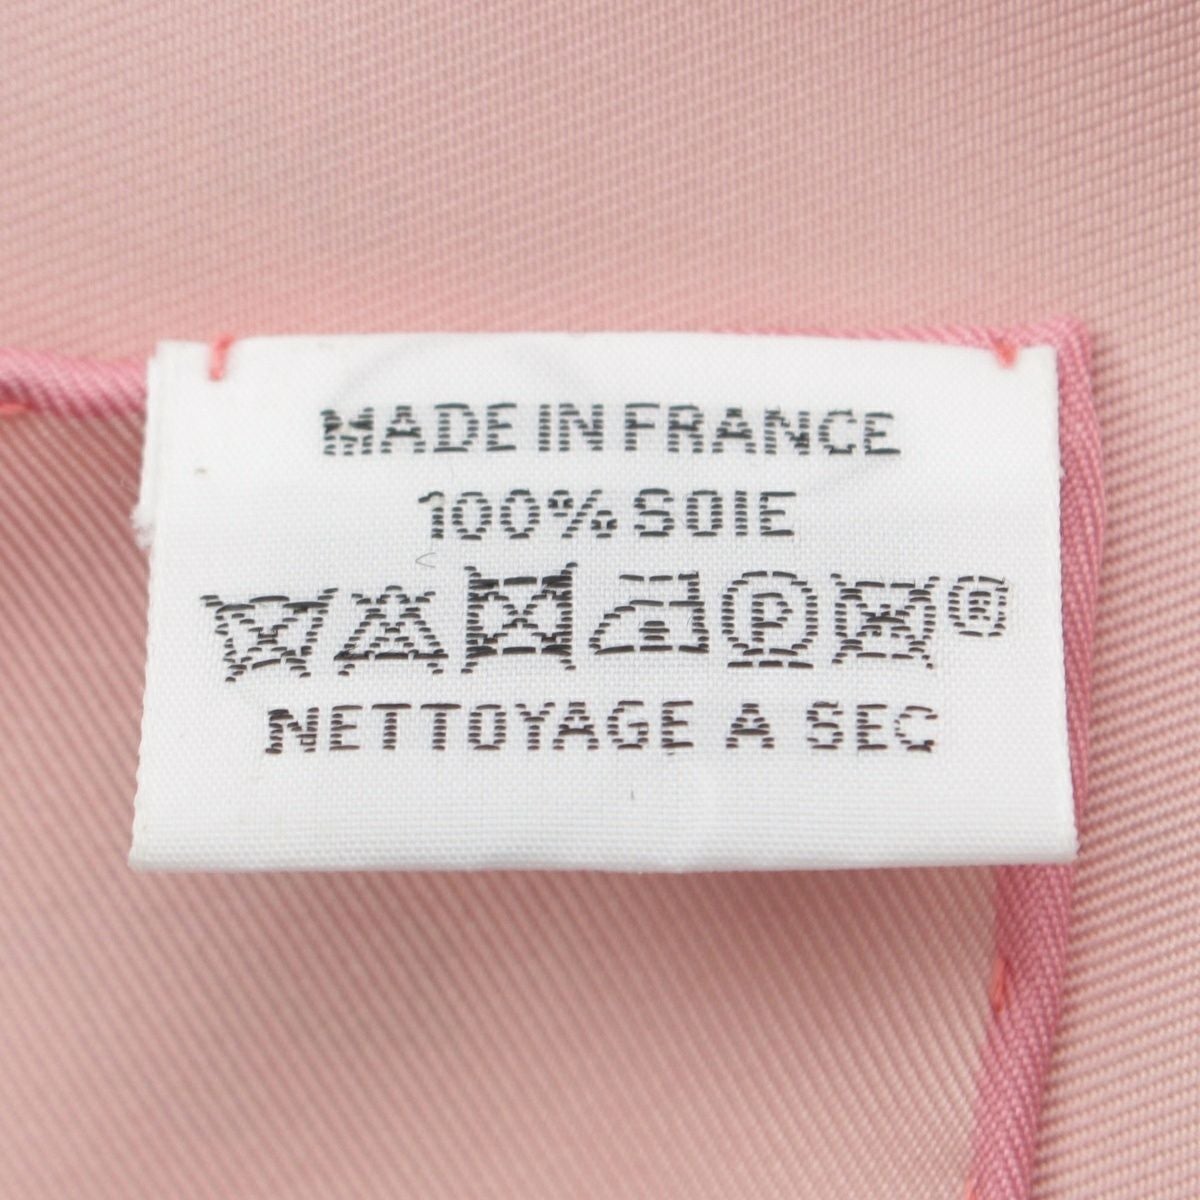 MADE IN FRANCE
100% SOIE
P ®
NETTOYAGE A SEC